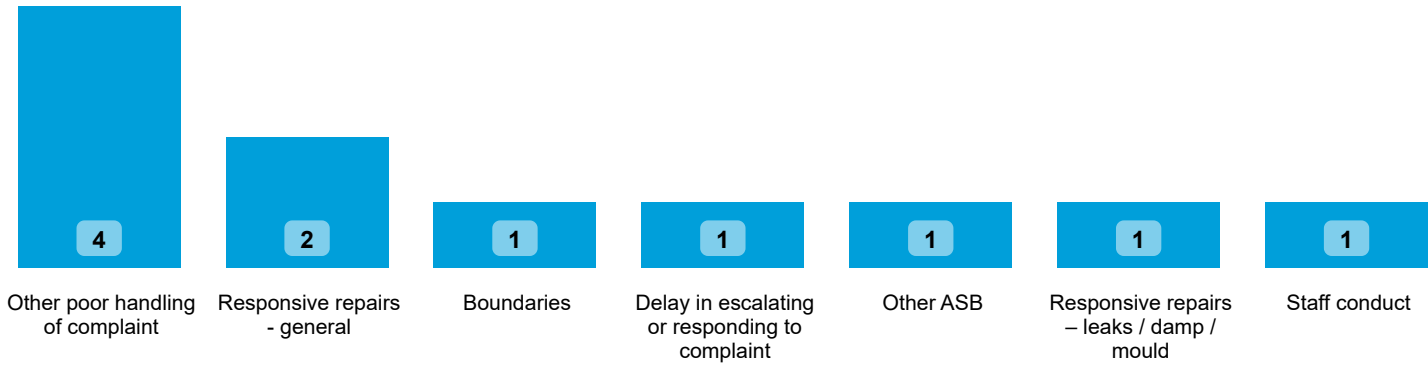 4
2
1
1
1
1
1
Other poor handling
of complaint
Responsive repairs
- general
Boundaries
Delay in escalating
or responding to
complaint
Other ASB
Responsive repairs
– leaks / damp /
mould
Staff conduct